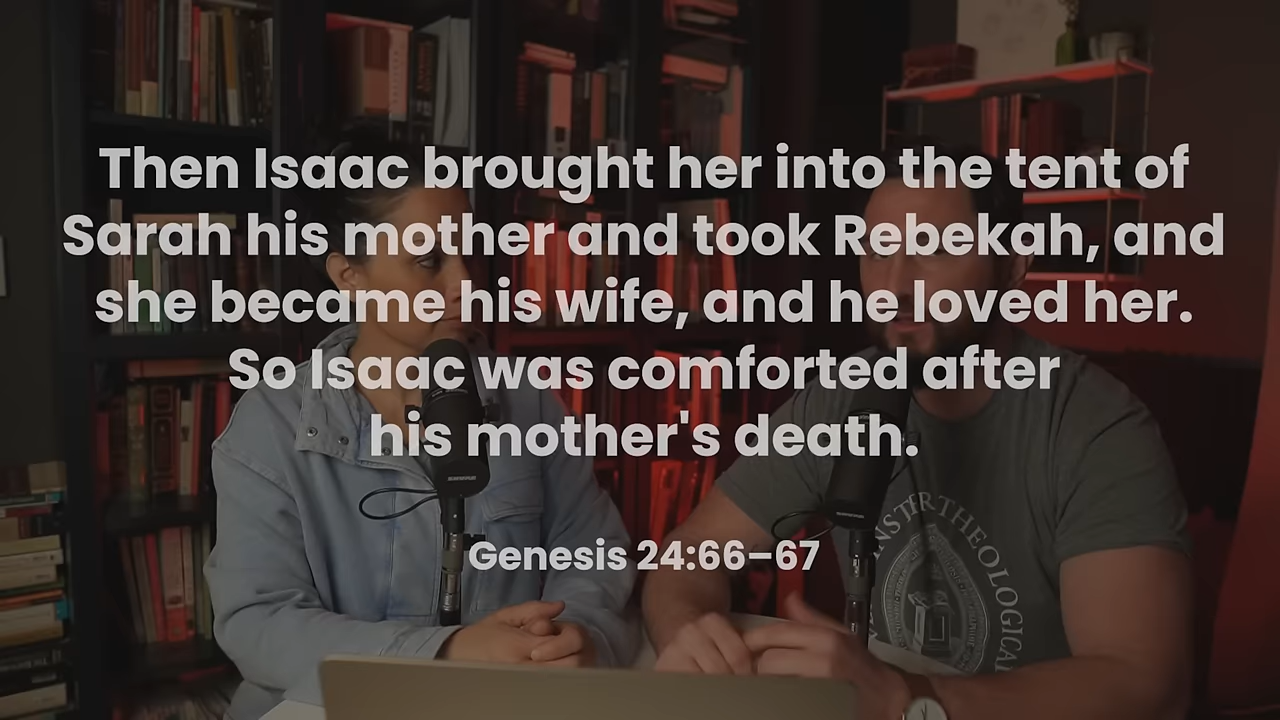 Then Isaac brought her into the tent of
Sarah his mother and took Rebekah, and
she became his wife, and he loved her.
So Isaac was comforted after
his mother's death.
Genesis 24:66–67
THEOLOGICAL